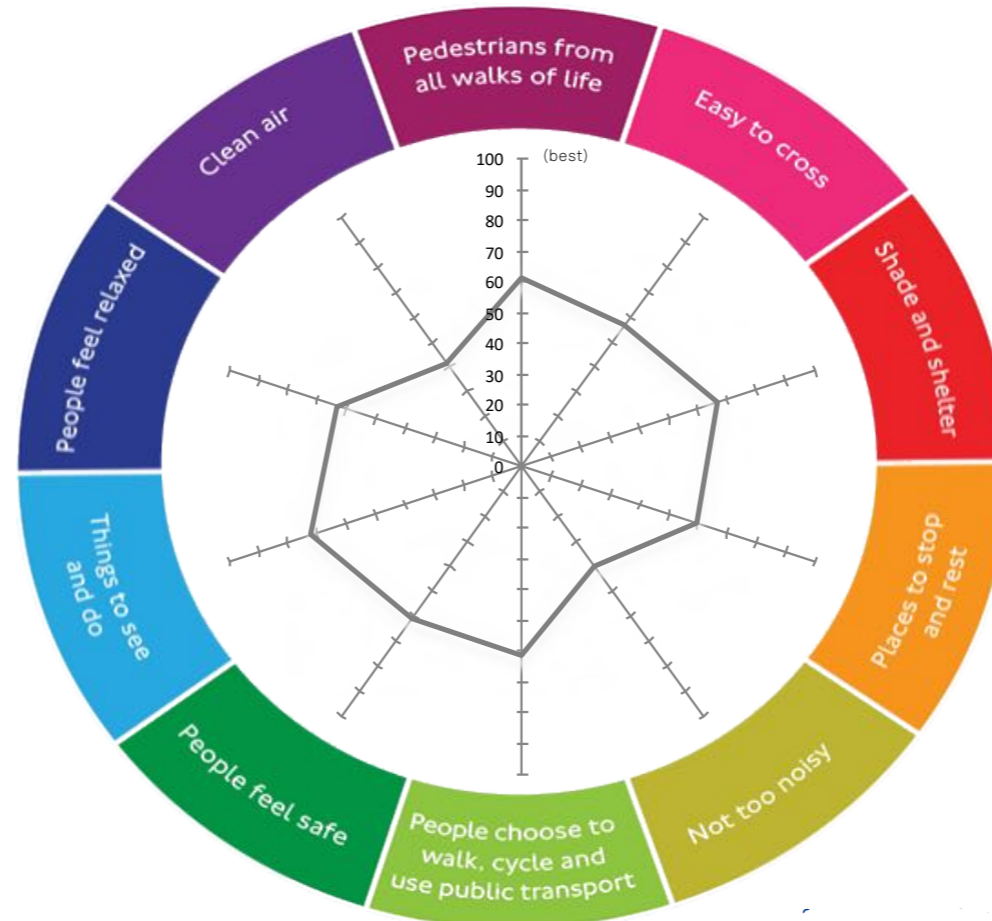 Pedestrians from
all walks of life
Easy to cross
Shade and shelter
Places to stop
and rest
Not too noisy
People choose to
walk, cycle and
use public transport
People feel safe
Things to see
and do
People feel relaxed
Clean air
100 (best)
90
80
70
60
50
40
30
20
10
0